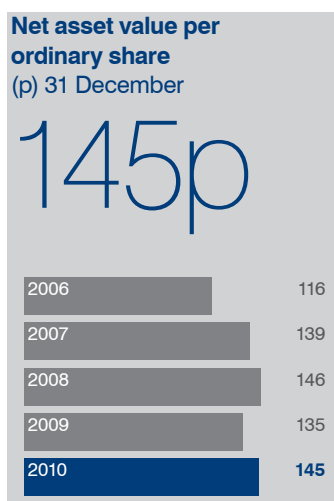 Net asset value per
ordinary share
(p) 31 December
145p
2006 116
2007 139
2008 146
2009 135
2010 145